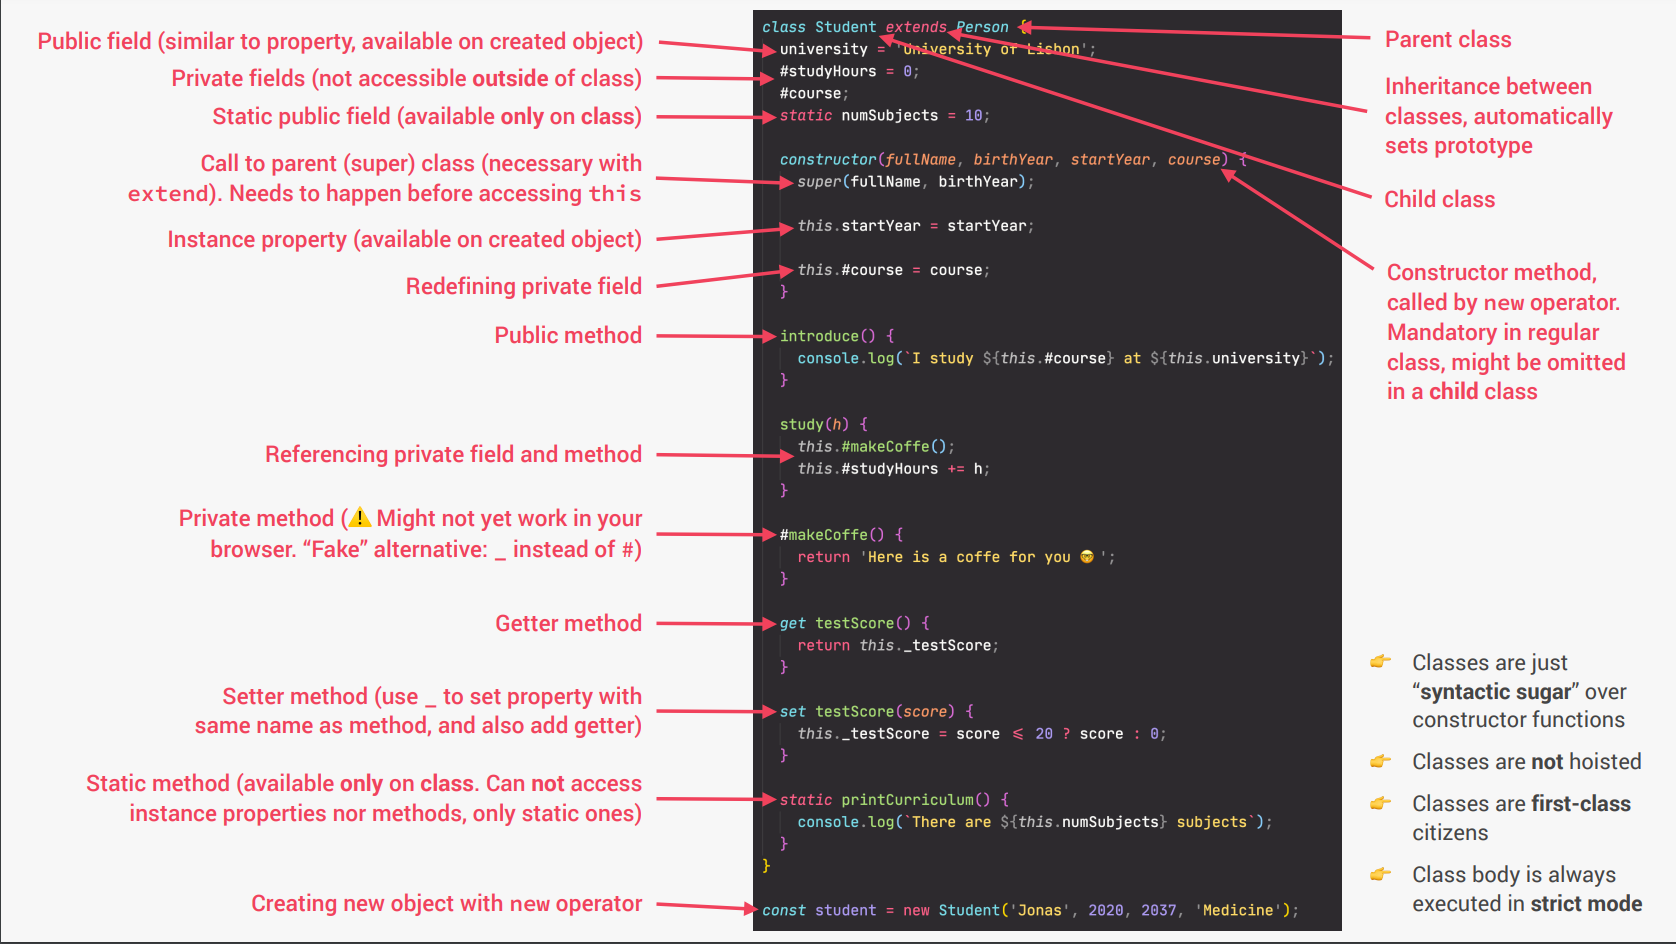 Public field (similar to property, available on created object)
Private fields (not accessible outside of class)
Static public field (available only on class)
Call to parent (super) class (necessary with
extend). Needs to happen before accessing this
Instance property (available on created object)
Redefining private field
Public method
Referencing private field and method
Private method (⚠️ Might not yet work in your
browser. “Fake” alternative: _ instead of #)
Getter method
Setter method (use _ to set property with
same name as method, and also add getter)
Static method (available only on class. Can not access
instance properties nor methods, only static ones)
Creating new object with new operator
class Student extends Person {
university = 'University of Lisbon';
#studyHours = 0;
#course;
static numSubjects = 10;
constructor(fullName, birthYear, startYear, course) {
super(fullName, birthYear);
this.startYear = startYear;
this.#course = course;
}
introduce() {
console.log(`I study ${this.#course} at ${this.university}`);
}
study(h) {
this.#makeCoffe();
this.#studyHours += h;
}
#makeCoffe() {
return 'Here is a coffe for you 🤓 ';
}
get testScore() {
return this._testScore;
}
set testScore(score) {
this._testScore = score ≤ 20 ? score : 0;
}
static printCurriculum() {
console.log(`There are ${this.numSubjects} subjects`);
}
}
const student = new Student('Jonas', 2020, 2037, 'Medicine');
Parent class
Inheritance between
classes, automatically
sets prototype
Child class
Constructor method,
called by new operator.
Mandatory in regular
class, might be omitted
in a child class
👉 Classes are just
“syntactic sugar” over
constructor functions
👉 Classes are not hoisted
👉 Classes are first-class
citizens
👉 Class body is always
executed in strict mode